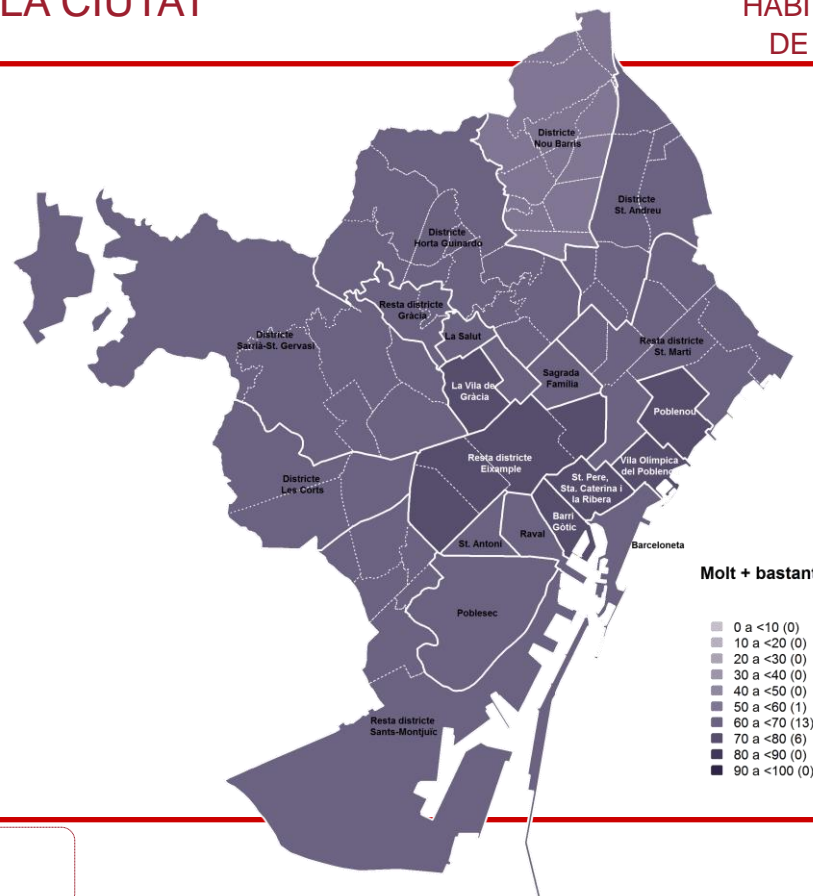 LA CIUTAT
HABI
DE
Districte
Nou Barris
Districte
St. Andreu
Districte
Horta Guinardó
Resta districte
Gràcia
La Salut
Districte
Sarrià-St. Gervasi
Resta districte
St. Martí
Sagrada
Família
La Vila de
Gràcia
Poblenou
Resta districte
Eixample
Vila Olímpica
del Poblenou
St. Pere,
Sta. Caterina i
la Ribera
Districte
Les Corts
Barri
Gòtic
Raval
St. Antoni
Barceloneta
Poblesec
Resta districte
Sants-Montjuïc
Molt + bastant
0 a <10 (0)
10 a <20 (0)
20 a <30 (0)
30 a <40 (0)
40 a <50 (0)
50 a <60 (1)
60 a <70 (13)
70 a <80 (6)
80 a <90 (0)
90 a <100 (0)